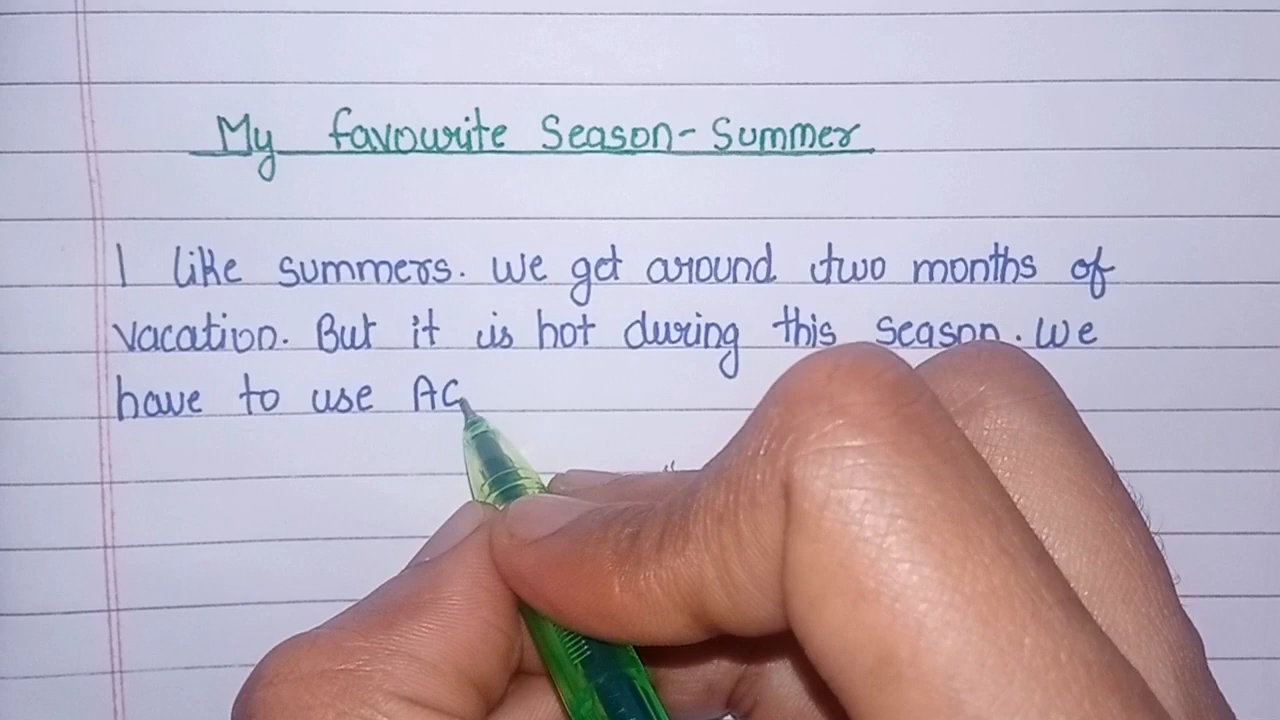 My favourite Season- Summer
I like summers. We get around two months of
vacation. But it is hot during this season. We
have to use AC